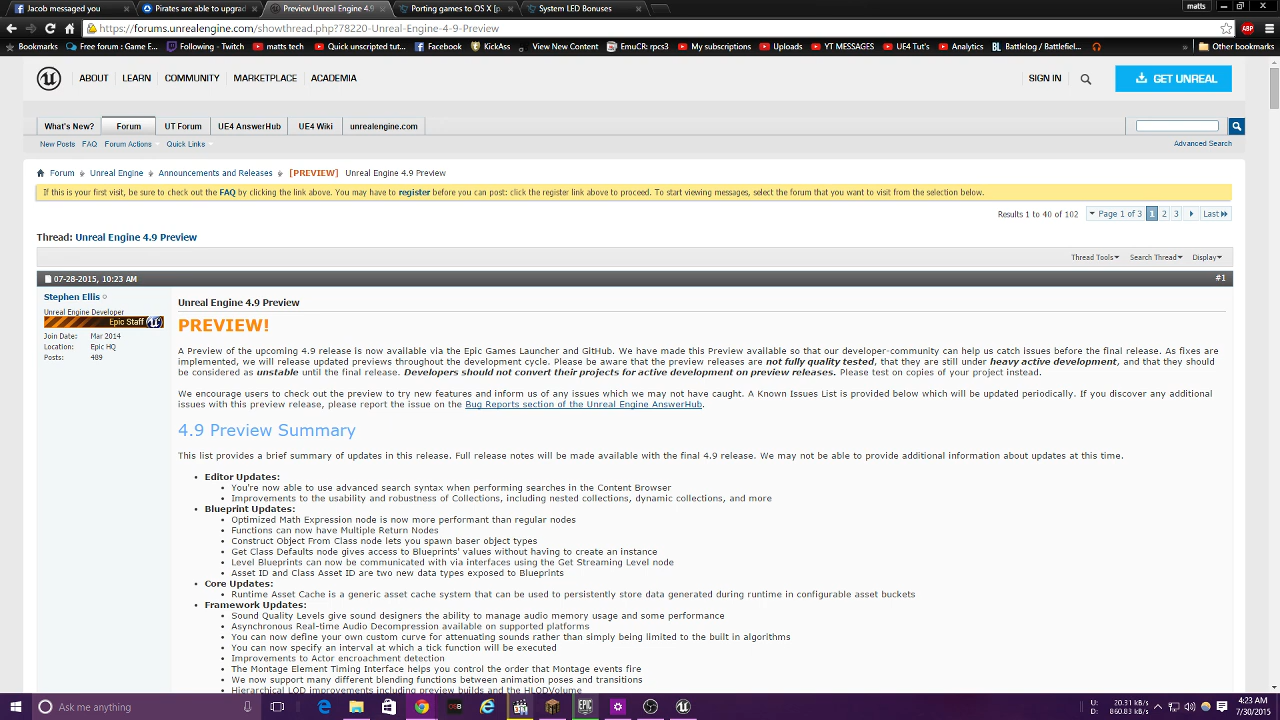 Jacob messaged you
Pirates are able to upgrad
Preview Unreal Engine 4.9
Porting games to OS X [p
System LED Bonuses
matts
https://forums.unrealengine.com/showthread.php?78220-Unreal-Engine-4-9-Preview
Bookmarks Free forum : Game E... Following - Twitch matts tech Quick unscripted tut... Facebook KickAss View New Content EmuCR: rpcs3 My subscriptions Uploads YT MESSAGES UE4 Tut's Analytics Battlelog / Battlefiel... » Other bookmarks
ABOUT LEARN COMMUNITY MARKETPLACE ACADEMIA SIGN IN GET UNREAL
What's New? Forum UT Forum UE4 AnswerHub UE4 Wiki unrealengine.com
New Posts FAQ Forum Actions Quick Links Advanced Search
Forum Unreal Engine Announcements and Releases [PREVIEW] Unreal Engine 4.9 Preview
If this is your first visit, be sure to check out the FAQ by clicking the link above. You may have to register before you can post: click the register link above to proceed. To start viewing messages, select the forum that you want to visit from the selection below.
Results 1 to 40 of 102 Page 1 of 3 1 2 3 Last
Thread: Unreal Engine 4.9 Preview
Thread Tools Search Thread Display
07-28-2015, 10:23 AM #1
Stephen Ellis
Unreal Engine Developer
Epic Staff
Join Date: Mar 2014
Location: Epic HQ
Posts: 489
Unreal Engine 4.9 Preview
PREVIEW!
A Preview of the upcoming 4.9 release is now available via the Epic Games Launcher and GitHub. We have made this Preview available so that our developer-community can help us catch issues before the final release. As fixes are
implemented, we will release updated previews throughout the development cycle. Please be aware that the preview releases are not fully quality tested, that they are still under heavy active development, and that they should
be considered as unstable until the final release. Developers should not convert their projects for active development on preview releases. Please test on copies of your project instead.
We encourage users to check out the preview to try new features and inform us of any issues which we may not have caught. A Known Issues List is provided below which will be updated periodically. If you discover any additional
issues with this preview release, please report the issue on the Bug Reports section of the Unreal Engine AnswerHub.
4.9 Preview Summary
This list provides a brief summary of updates in this release. Full release notes will be made available with the final 4.9 release. We may not be able to provide additional information about updates at this time.
Editor Updates:
You're now able to use advanced search syntax when performing searches in the Content Browser
Improvements to the usability and robustness of Collections, including nested collections, dynamic collections, and more
Blueprint Updates:
Optimized Math Expression node is now more performant than regular nodes
Functions can now have Multiple Return Nodes
Construct Object From Class node lets you spawn baser object types
Get Class Defaults node gives access to Blueprints' values without having to create an instance
Level Blueprints can now be communicated with via interfaces using the Get Streaming Level node
Asset ID and Class Asset ID are two new data types exposed to Blueprints
Core Updates:
Runtime Asset Cache is a generic asset cache system that can be used to persistently store data generated during runtime in configurable asset buckets
Framework Updates:
Sound Quality Levels give sound designers the ability to manage audio memory usage and some performance
Asynchronous Real-time Audio Decompression available on supported platforms
You can now define your own custom curve for attenuating sounds rather than simply being limited to the built in algorithms
You can now specify an interval at which a tick function will be executed
Improvements to Actor encroachment detection
The Montage Element Timing Interface helps you control the order that Montage events fire
We now support many different blending functions between animation poses and transitions
Hierarchical LOD improvements including preview builds and the HLODVolume
Ask me anything
EPIC
U: 20.31 kB/s
D: 860.83 kB/s
4:23 AM
7/30/2015